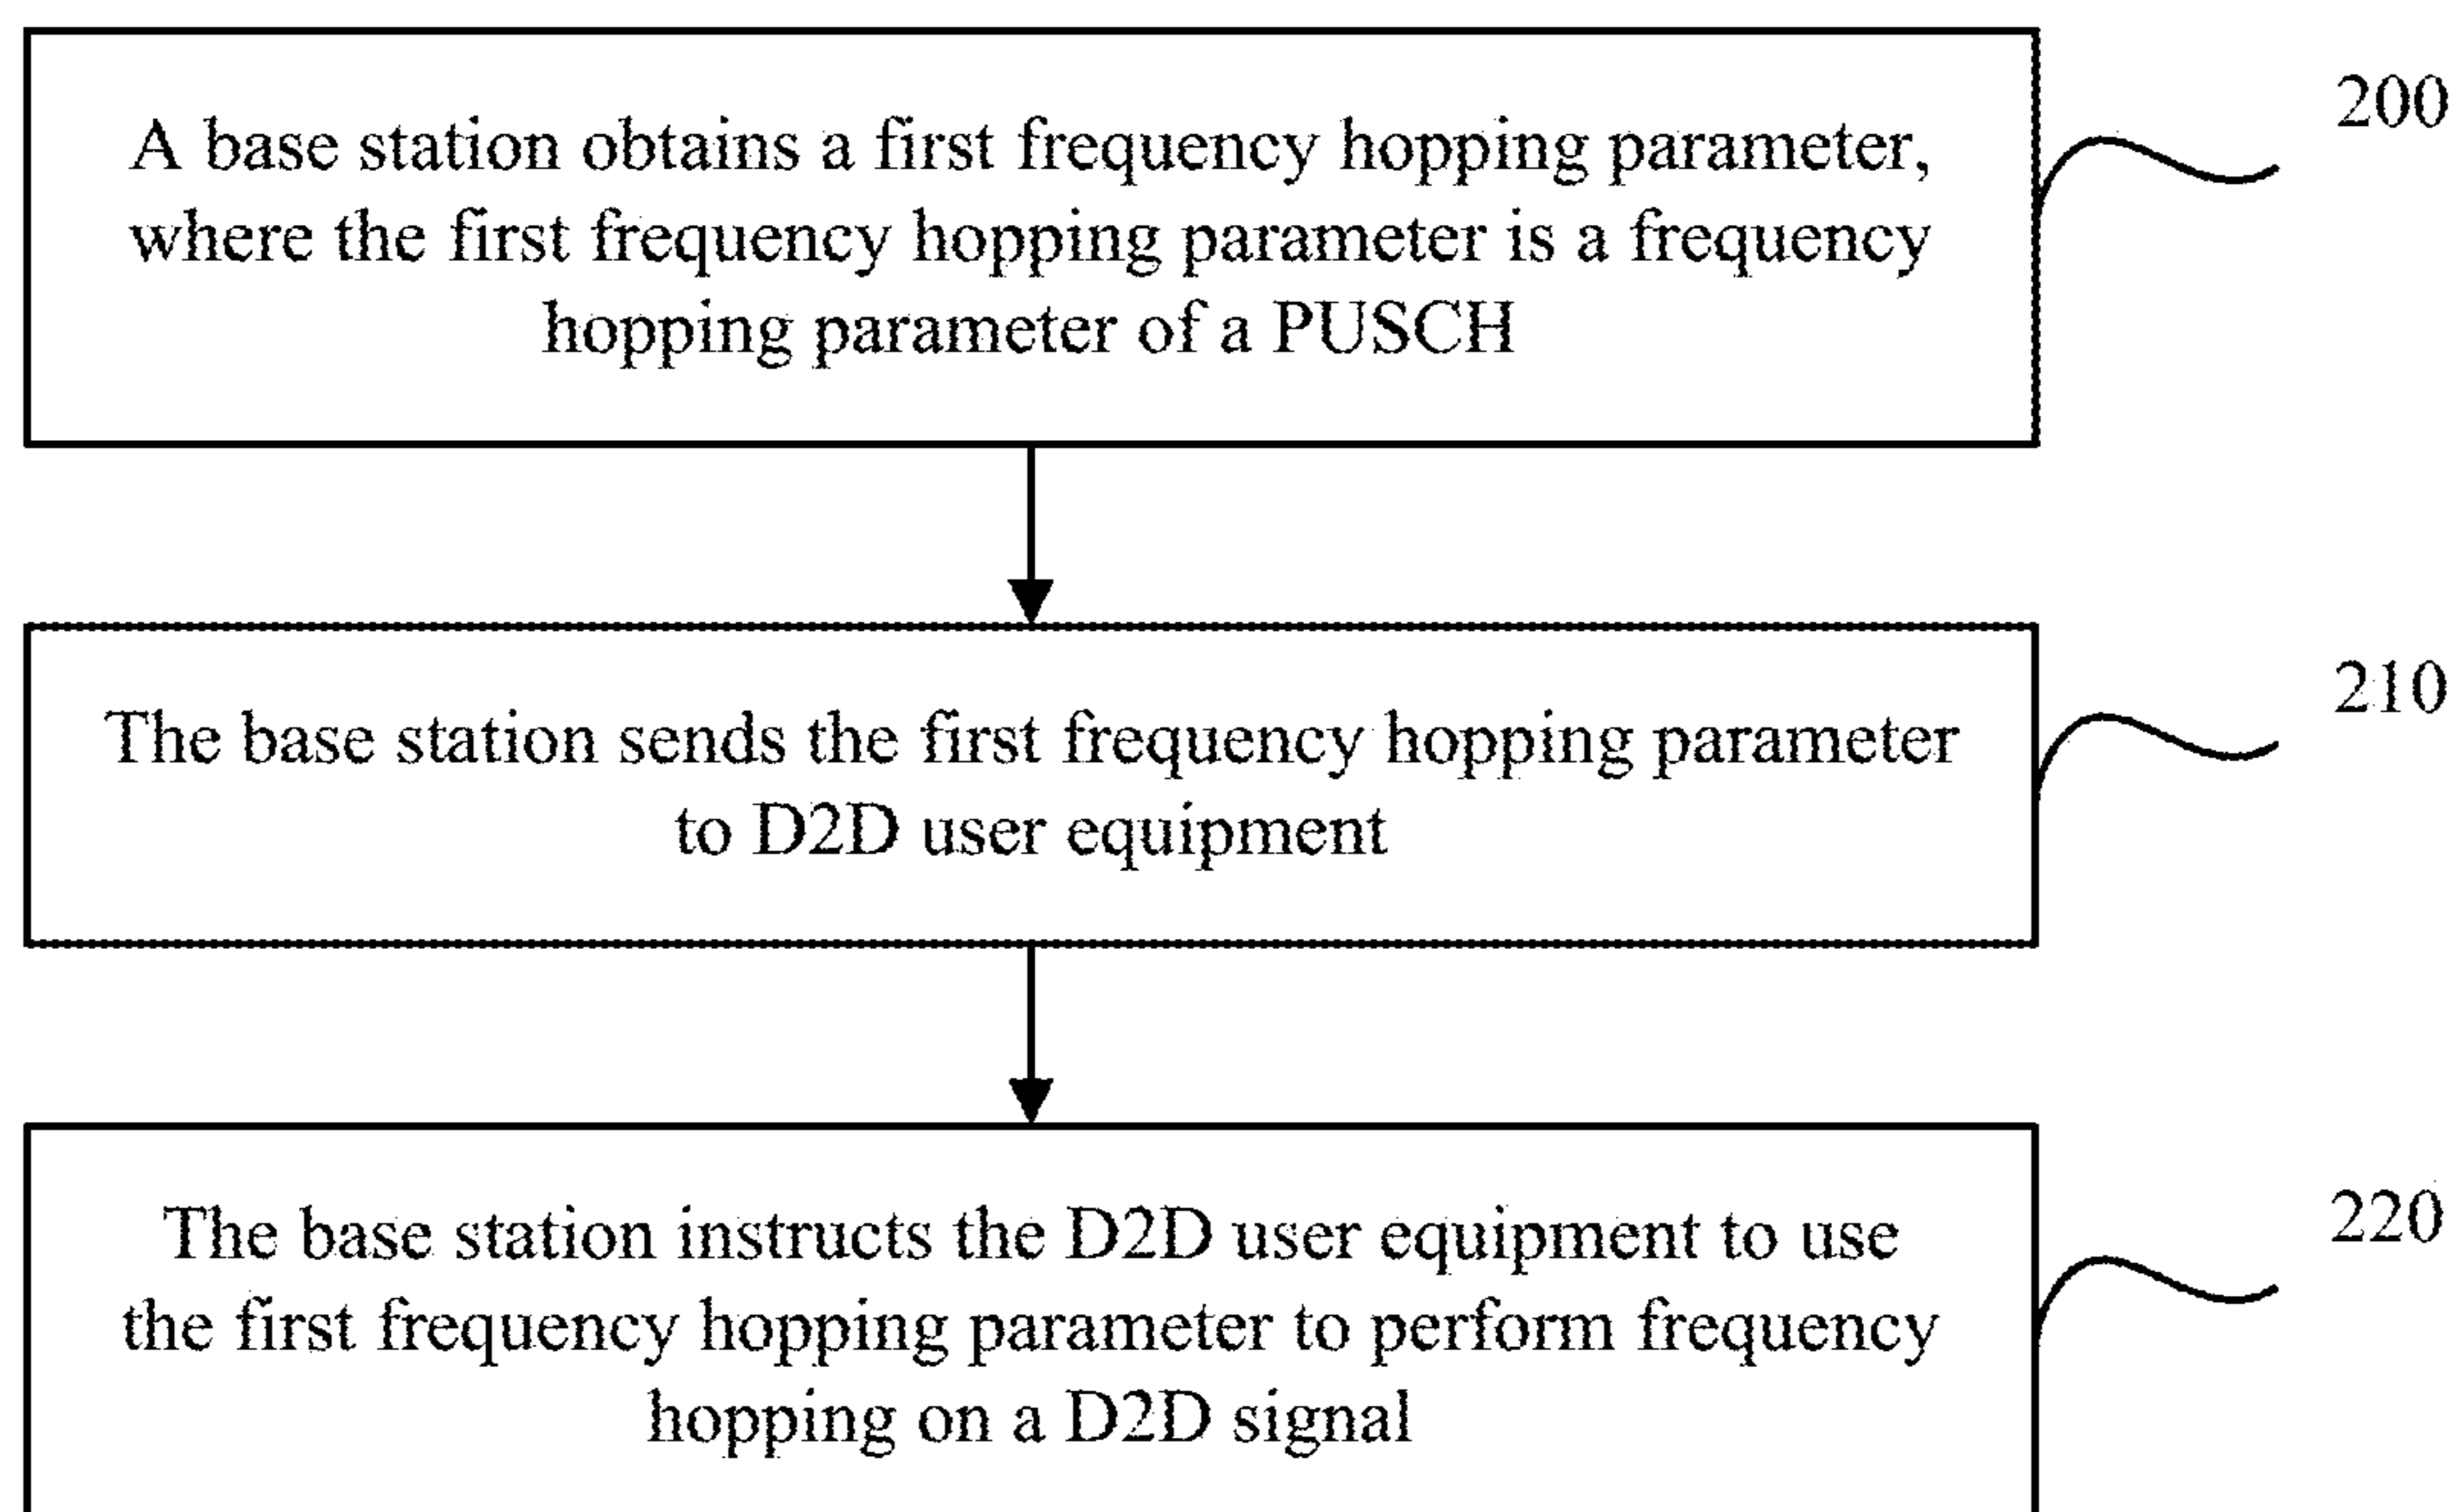 200
A base station obtains a first frequency hopping parameter,
where the first frequency hopping parameter is a frequency
hopping parameter of a PUSCH
210
The base station sends the first frequency hopping parameter
to D2D user equipment
220
The base station instructs the D2D user equipment to use
the first frequency hopping parameter to perform frequency
hopping on a D2D signal